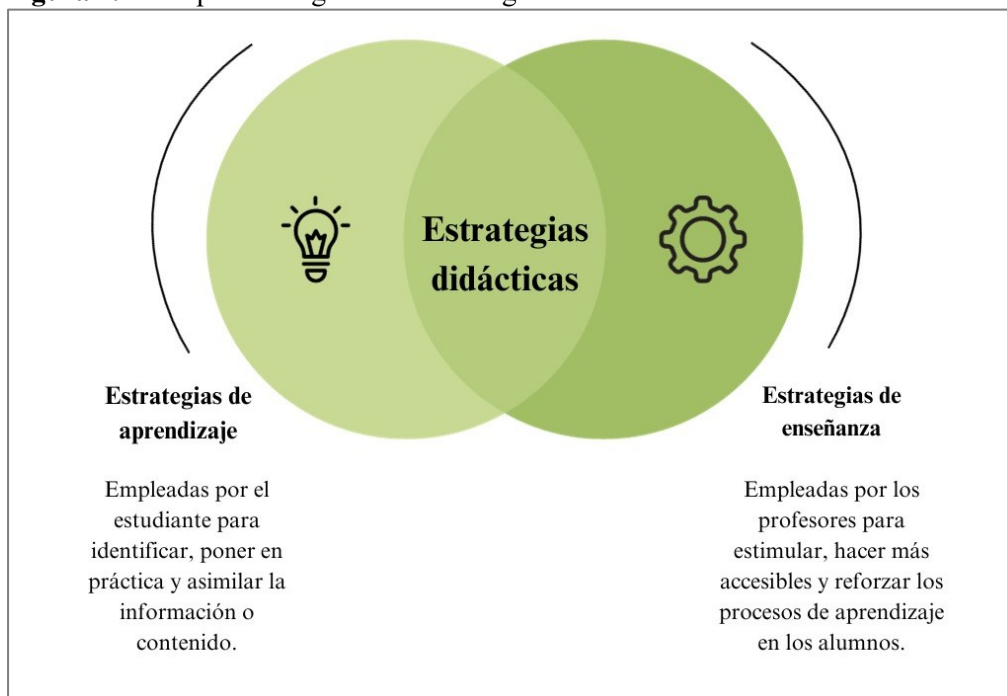 Estrategias
didácticas
Estrategias de
aprendizaje
Empleadas por el
estudiante para
identificar, poner en
práctica y asimilar la
información o
contenido.
Estrategias de
enseñanza
Empleadas por los
profesores para
estimular, hacer más
accesibles y reforzar los
procesos de aprendizaje
en los alumnos.